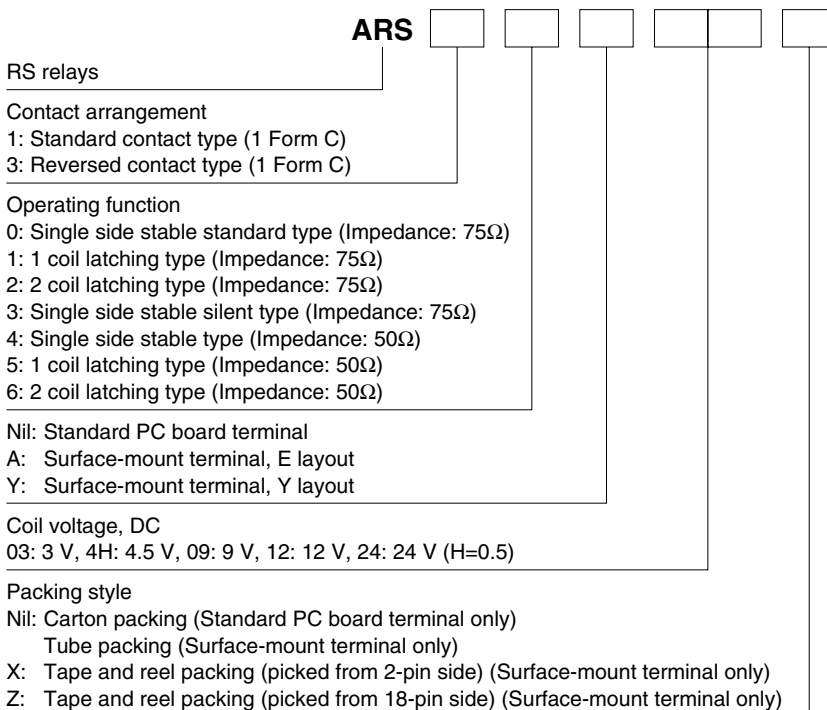 ARS
RS relays
Contact arrangement
1: Standard contact type (1 Form C)
3: Reversed contact type (1 Form C)
Operating function
0: Single side stable standard type (Impedance: 75Ω)
1: 1 coil latching type (Impedance: 75Ω)
2: 2 coil latching type (Impedance: 75Ω)
3: Single side stable silent type (Impedance: 75Ω)
4: Single side stable type (Impedance: 50Ω)
5: 1 coil latching type (Impedance: 50Ω)
6: 2 coil latching type (Impedance: 50Ω)
Nil: Standard PC board terminal
A: Surface-mount terminal, E layout
Y: Surface-mount terminal, Y layout
Coil voltage, DC
03: 3 V, 4H: 4.5 V, 09: 9 V, 12: 12 V, 24: 24 V (H=0.5)
Packing style
Nil: Carton packing (Standard PC board terminal only)
Tube packing (Surface-mount terminal only)
X: Tape and reel packing (picked from 2-pin side) (Surface-mount terminal only)
Z: Tape and reel packing (picked from 18-pin side) (Surface-mount terminal only)